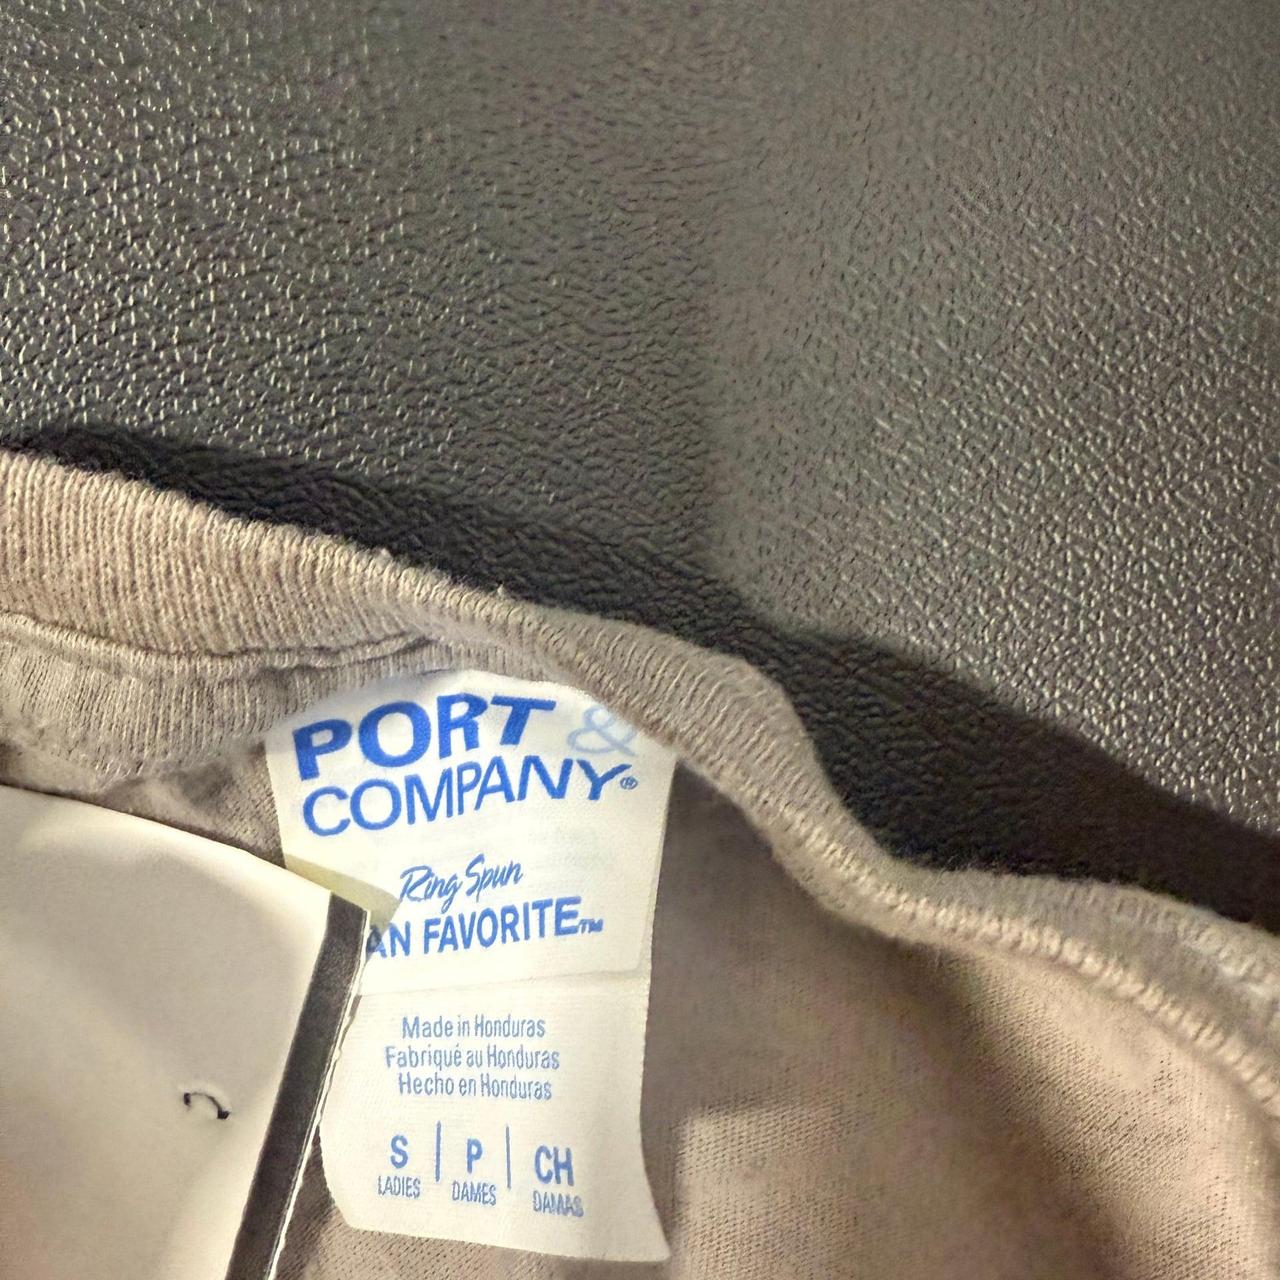 PORT &
COMPANY®
Ring Spun
AN FAVORITE™
Made in Honduras
Fabriqué au Honduras
Hecho en Honduras
S | P | CH
LADIES DAMES DAMAS